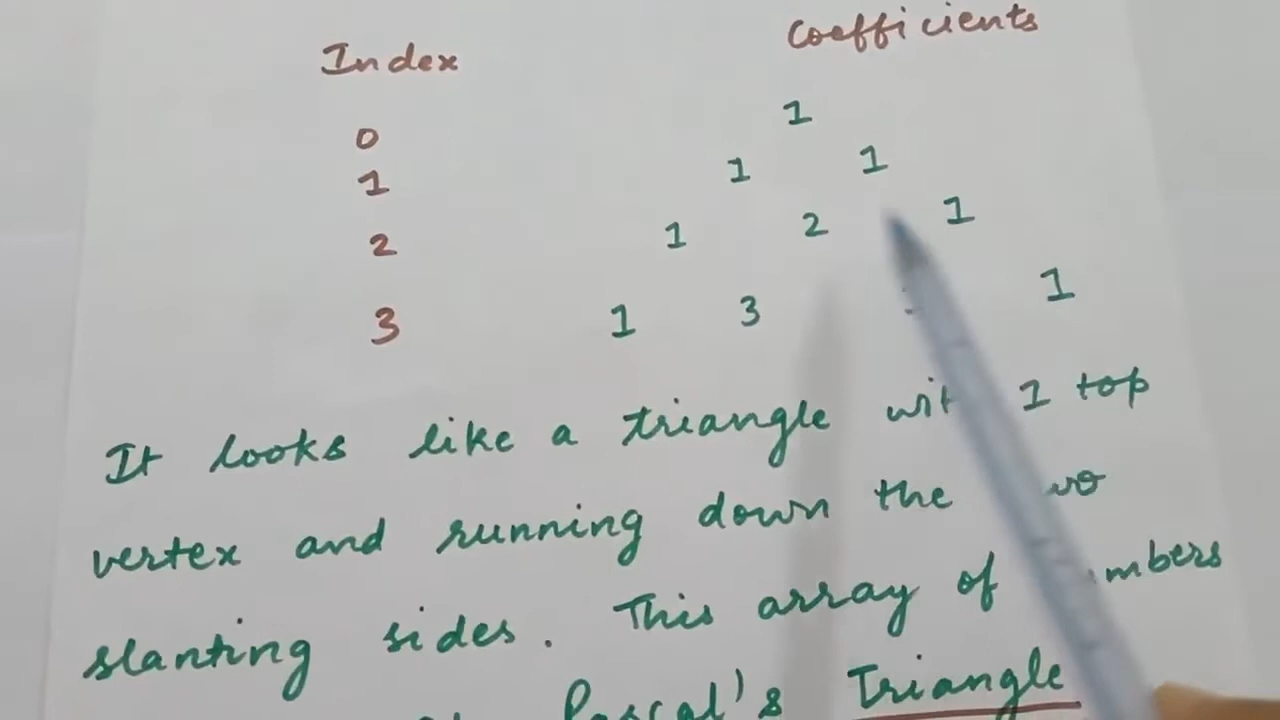 Index Coefficients
0 1
1 1 1
2 1 2 1
3 1 3 1
It looks like a triangle 1 top
vertex and running down the
slanting sides. This array of
Pascal's Triangle